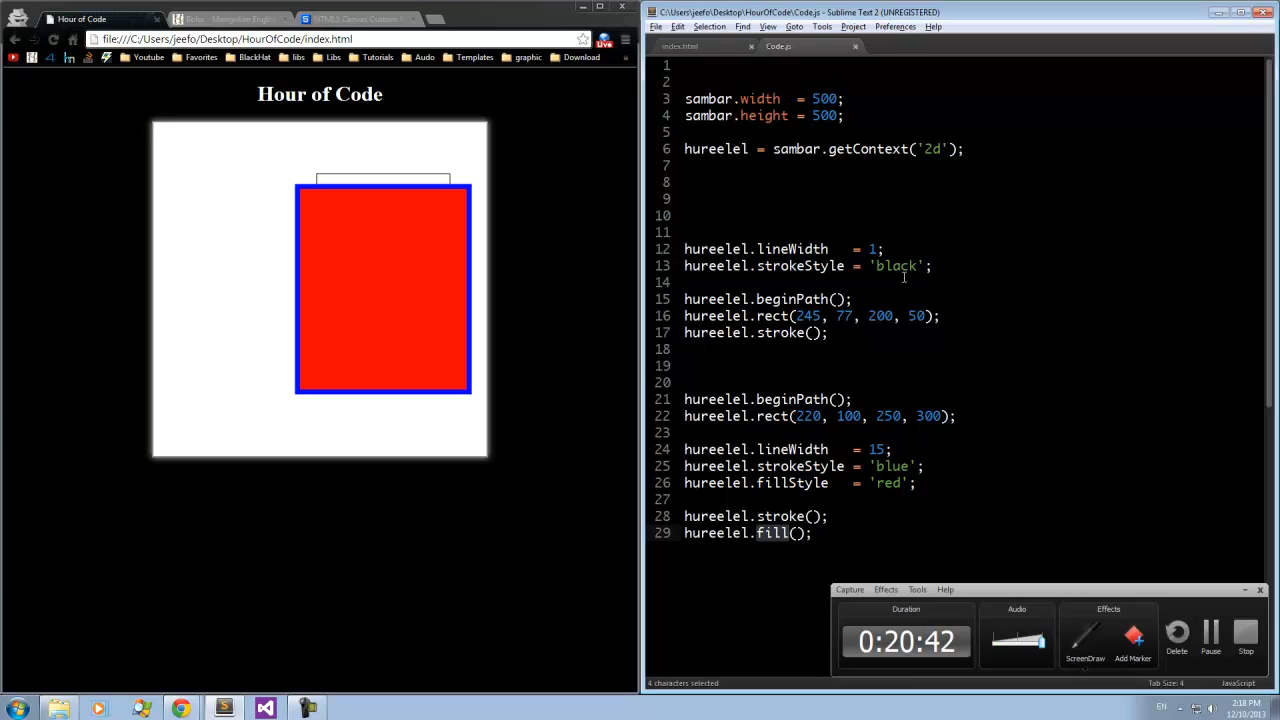 Hour of Code
Bolor - Mongolian Englis
HTML5 Canvas Custom
file:///C:/Users/jeefo/Desktop/HourOfCode/index.html
Live
Youtube
Favorites
BlackHat
libs
Libs
Tutorials
Audo
Templates
graphic
Download
»
Hour of Code
C:\Users\jeefo\Desktop\HourOfCode\Code.js - Sublime Text 2 (UNREGISTERED)
File Edit Selection Find View Goto Tools Project Preferences Help
index.html
Code.js
1
2
3 sambar.width = 500;
4 sambar.height = 500;
5
6 hureelel = sambar.getContext('2d');
7
8
9
10
11
12 hureelel.lineWidth = 1;
13 hureelel.strokeStyle = 'black';
14
15 hureelel.beginPath();
16 hureelel.rect(245, 77, 200, 50);
17 hureelel.stroke();
18
19
20
21 hureelel.beginPath();
22 hureelel.rect(220, 100, 250, 300);
23
24 hureelel.lineWidth = 15;
25 hureelel.strokeStyle = 'blue';
26 hureelel.fillStyle = 'red';
27
28 hureelel.stroke();
29 hureelel.fill();
Capture Effects Tools Help
Duration
Audio
Effects
0:20:42
ScreenDraw
Add Marker
Delete
Pause
Stop
4 characters selected
Tab Size: 4
JavaScript
EN
2:18 PM
12/10/2013